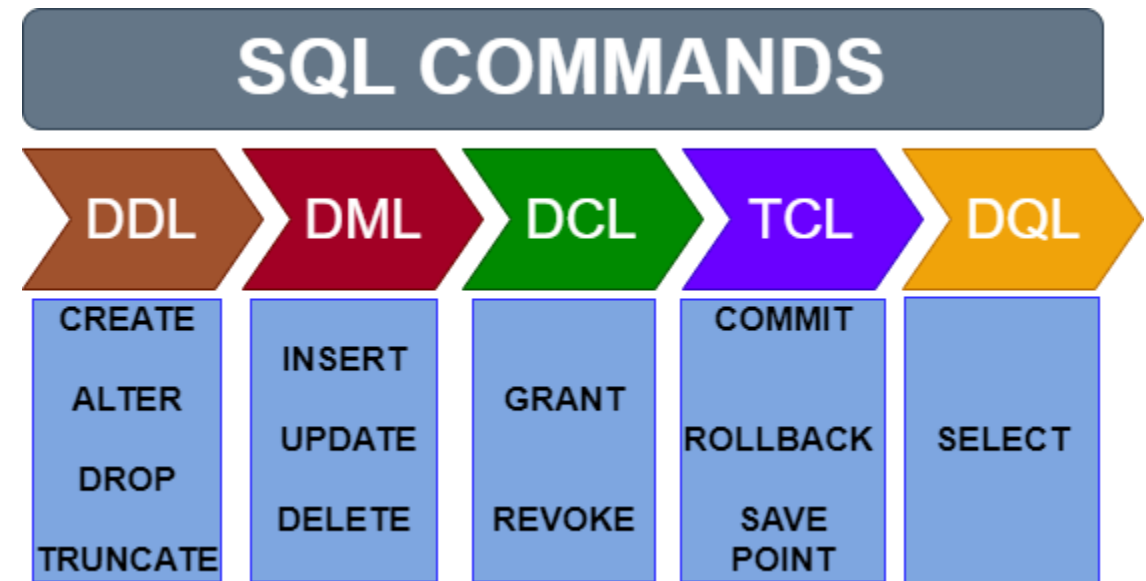 SQL COMMANDS
DDL
DML
DCL
TCL
DQL
CREATE
ALTER
DROP
TRUNCATE
INSERT
UPDATE
DELETE
GRANT
REVOKE
COMMIT
ROLLBACK
SAVE
POINT
SELECT